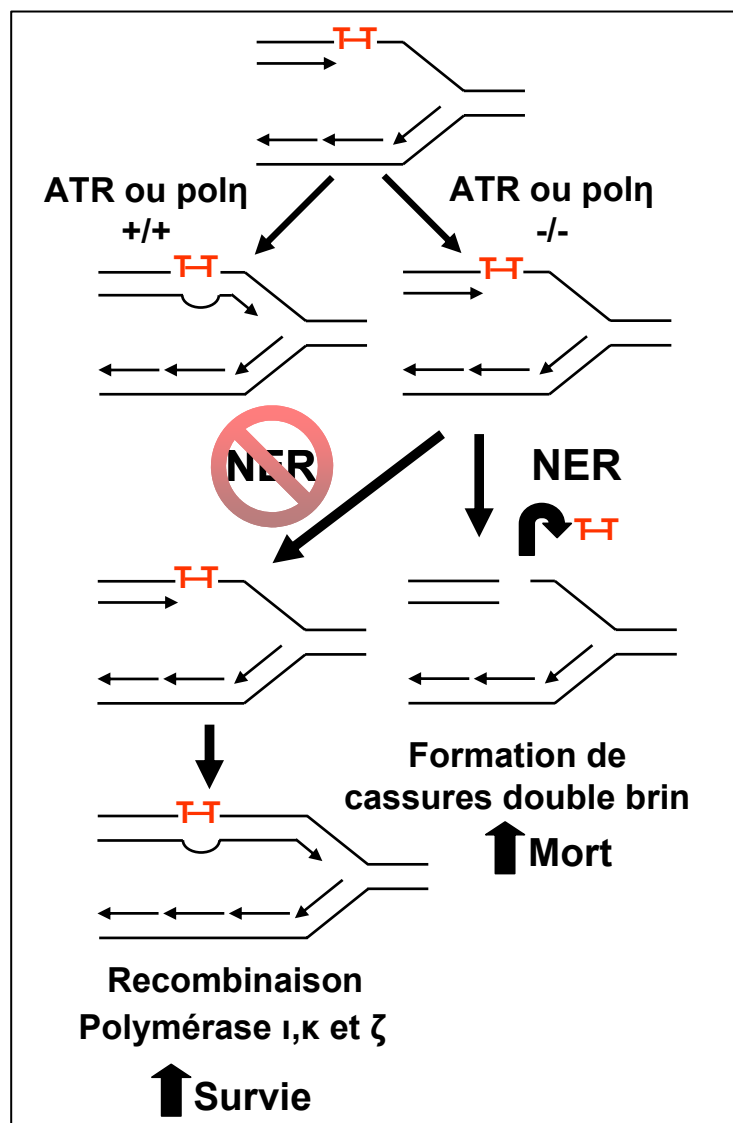 T-T
ATR ou polη
+/+
ATR ou polη
-/-
T-T
T-T
NER
NER
T-T
T-T
Formation de
cassures double brin
Mort
T-T
Recombinaison
Polymérase ι,κ et ζ
Survie